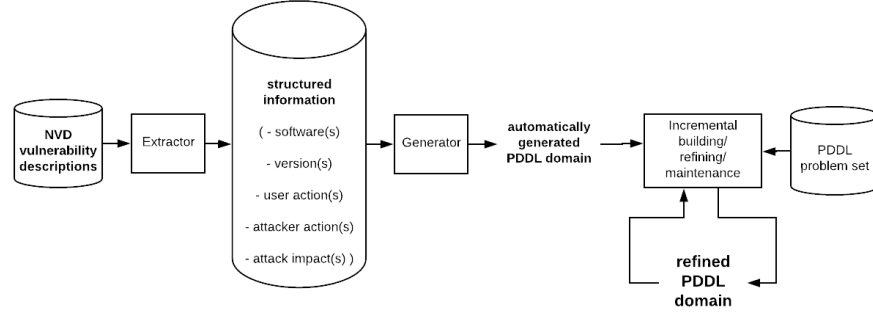 NVD
vulnerability
descriptions
Extractor
structured
information
( - software(s)
- version(s)
- user action(s)
- attacker action(s)
- attack impact(s) )
Generator
automatically
generated
PDDL domain
Incremental
building/
refining/
maintenance
PDDL
problem set
refined
PDDL
domain